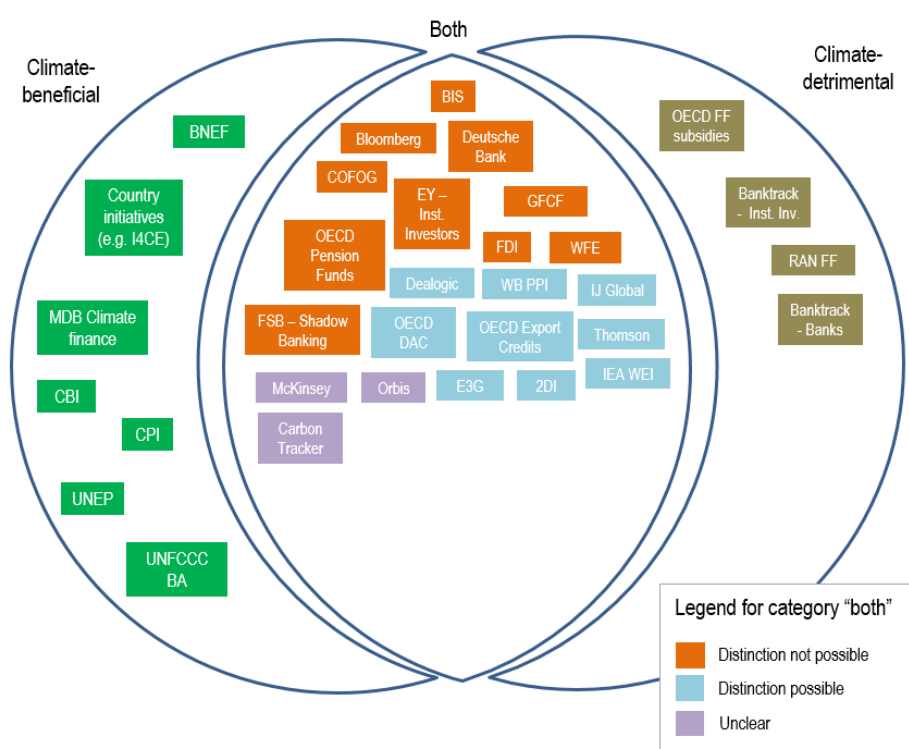 Both
Climate-
beneficial
Climate-
detrimental
BIS
BNEF
Bloomberg
Deutsche
Bank
OECD FF
subsidies
COFOG
Country
initiatives
(e.g. I4CE)
EY –
Inst.
Investors
GFCF
Banktrack
- Inst. Inv.
OECD
Pension
Funds
FDI
WFE
RAN FF
Dealogic
WB PPI
IJ Global
MDB Climate
finance
FSB – Shadow
Banking
OECD
DAC
OECD Export
Credits
Thomson
Banktrack
- Banks
McKinsey
Orbis
E3G
2DI
IEA WEI
CBI
CPI
Carbon
Tracker
UNEP
UNFCCC
BA
Legend for category “both”
Distinction not possible
Distinction possible
Unclear